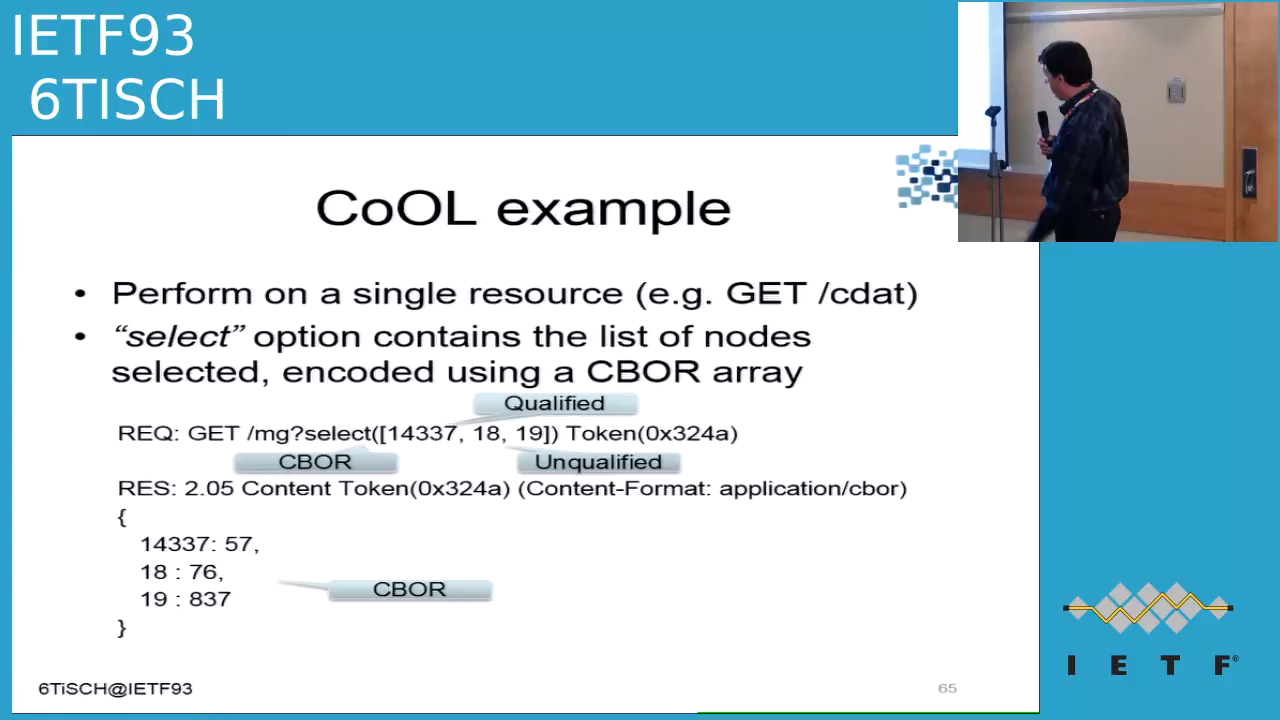 IETF93
6TISCH
CoOL example
• Perform on a single resource (e.g. GET /cdat)
• “select” option contains the list of nodes
selected, encoded using a CBOR array
Qualified
REQ: GET /mg?select([14337, 18, 19]) Token(0x324a)
CBOR
Unqualified
RES: 2.05 Content Token(0x324a) (Content-Format: application/cbor)
{
14337: 57,
18 : 76,
19 : 837
CBOR
}
6TiSCH@IETF93
65
I E T F®